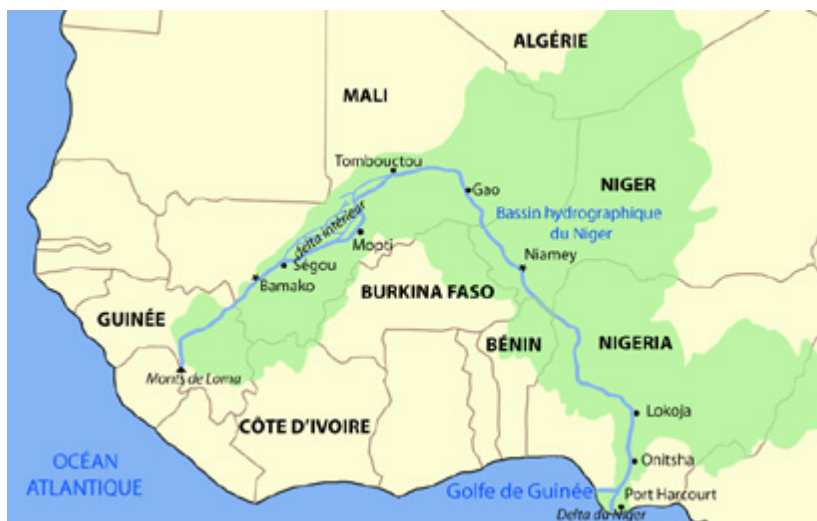 ALGÉRIE
MALI
Tombouctou
Gao
NIGER
Bassin hydrographique
du Niger
delta intérieur
Mopti
Niamey
Ségou
Bamako
BURKINA FASO
GUINÉE
BÉNIN
NIGERIA
Monts de Loma
CÔTE D'IVOIRE
Lokoja
OCÉAN
ATLANTIQUE
Onitsha
Golfe de Guinée
Port Harcourt
Delta du Niger